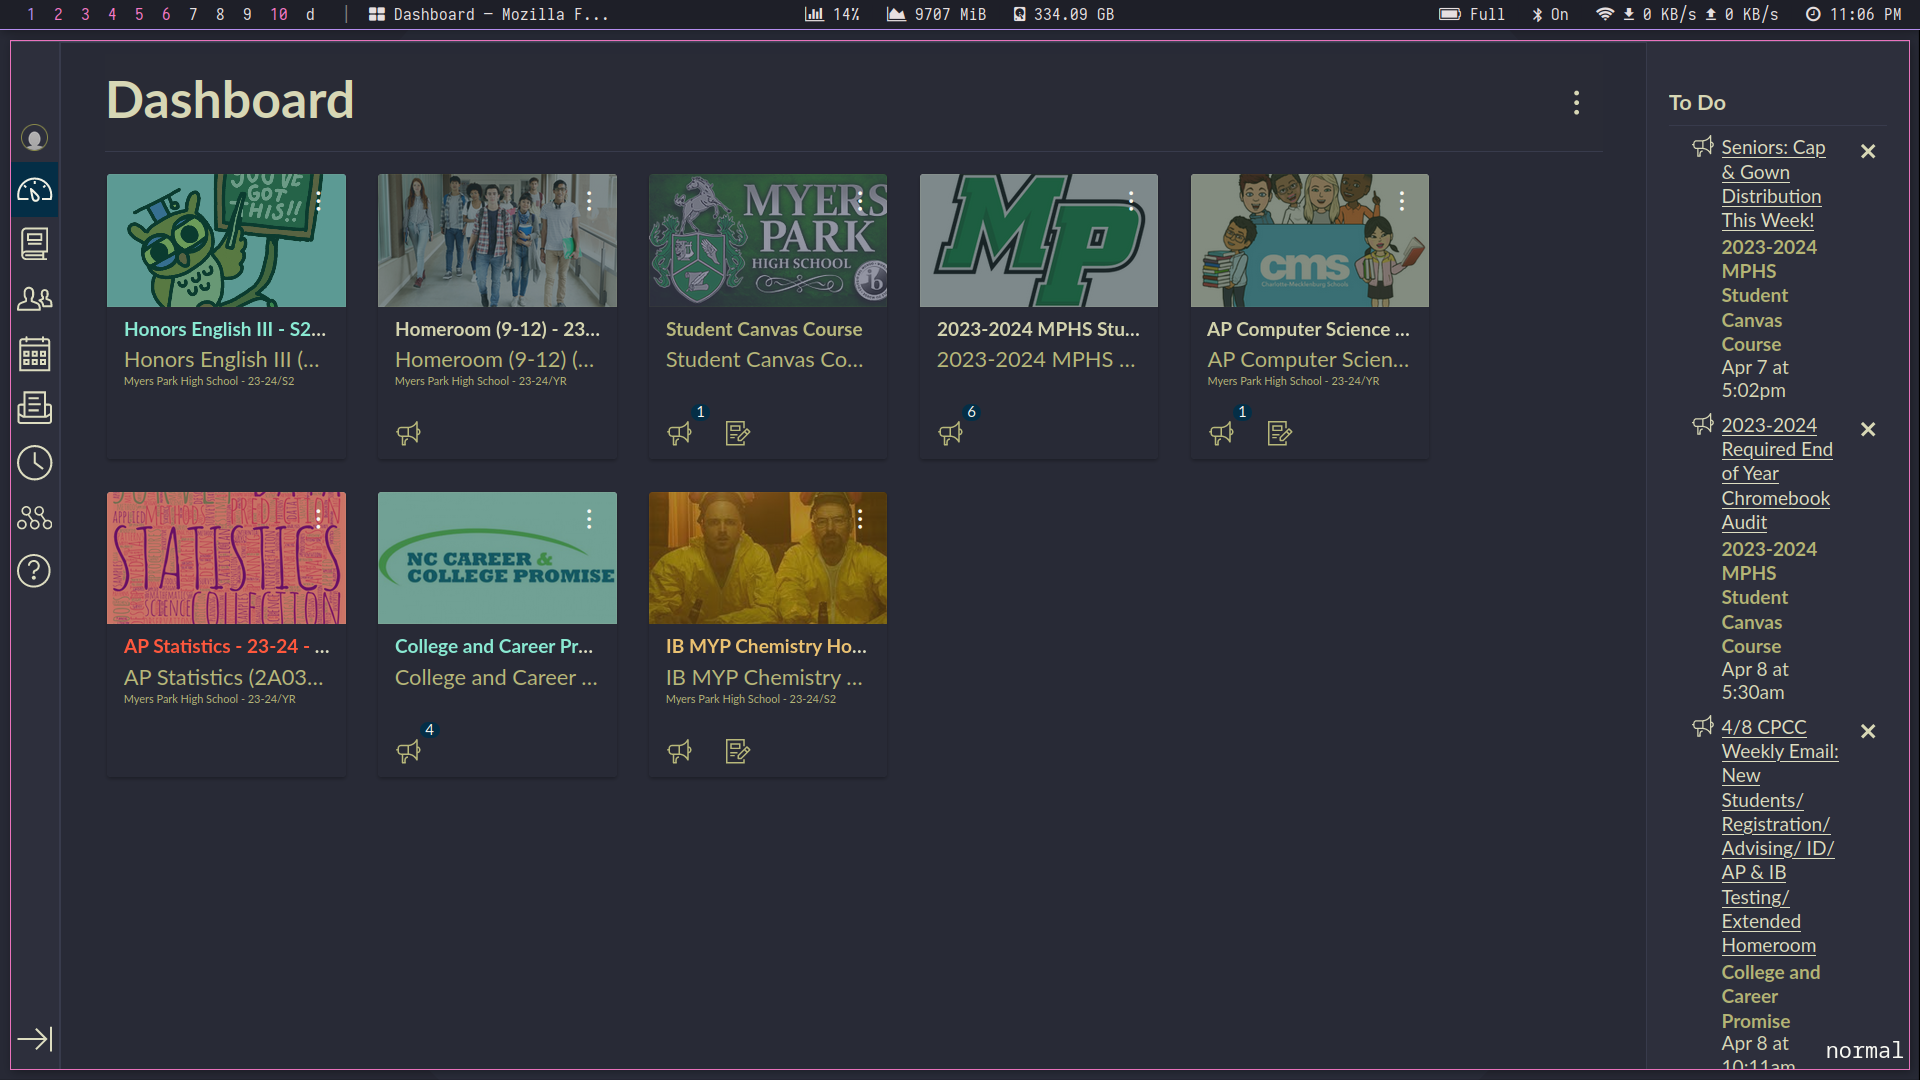 1 2 3 4 5 6 7 8 9 10 d | Dashboard — Mozilla F... 14% 9707 MiB 334.09 GB Full On 0 KB/s 0 KB/s 11:06 PM
Dashboard
YOU'VE
GOT
THIS!!
Honors English III - S2...
Honors English III (...
Myers Park High School - 23-24/S2
Homeroom (9-12) - 23...
Homeroom (9-12) (...
Myers Park High School - 23-24/YR
MYERS
PARK
HIGH SCHOOL
ib
Student Canvas Course
Student Canvas Co...
1
MP
2023-2024 MPHS Stu...
2023-2024 MPHS ...
6
cms
Charlotte-Mecklenburg Schools
AP Computer Science ...
AP Computer Scien...
Myers Park High School - 23-24/YR
1
SURVEY DATA
APPLIED METHODS PREDICTION
STATISTICS
SCIENCE COLLECTION
AP Statistics - 23-24 - ...
AP Statistics (2A03...
Myers Park High School - 23-24/YR
NC CAREER &
COLLEGE PROMISE
College and Career Pr...
College and Career ...
4
IB MYP Chemistry Ho...
IB MYP Chemistry ...
Myers Park High School - 23-24/S2
To Do
Seniors: Cap
& Gown
Distribution
This Week!
2023-2024
MPHS
Student
Canvas
Course
Apr 7 at
5:02pm
2023-2024
Required End
of Year
Chromebook
Audit
2023-2024
MPHS
Student
Canvas
Course
Apr 8 at
5:30am
4/8 CPCC
Weekly Email:
New
Students/
Registration/
Advising/ ID/
AP & IB
Testing/
Extended
Homeroom
College and
Career
Promise
Apr 8 at
10:11am
normal